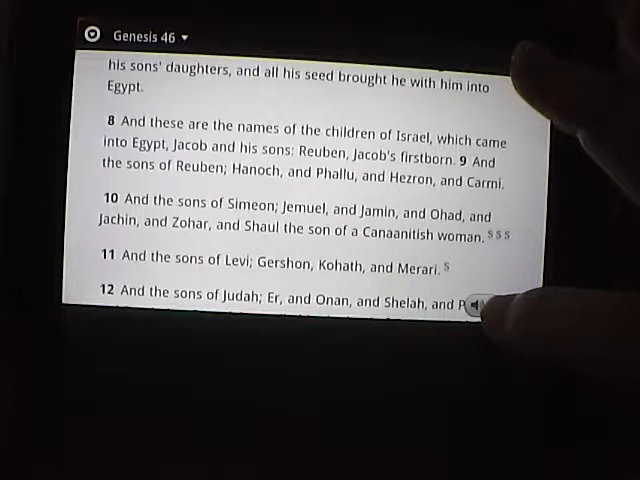 Genesis 46
his sons' daughters, and all his seed brought he with him into
Egypt.
8 And these are the names of the children of Israel, which came
into Egypt, Jacob and his sons: Reuben, Jacob's firstborn. 9 And
the sons of Reuben; Hanoch, and Phallu, and Hezron, and Carmi.
10 And the sons of Simeon; Jemuel, and Jamin, and Ohad, and
Jachin, and Zohar, and Shaul the son of a Canaanitish woman. S S S
11 And the sons of Levi; Gershon, Kohath, and Merari. S
12 And the sons of Judah; Er, and Onan, and Shelah, and